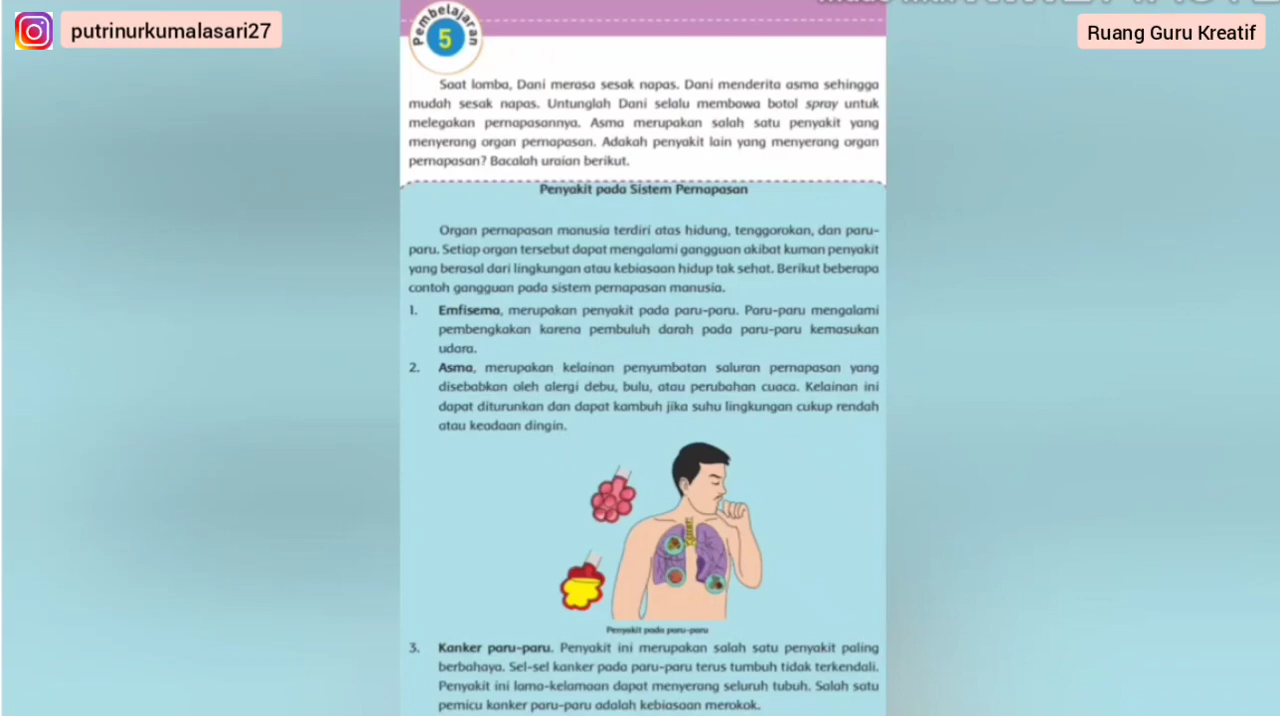 putrinurkumalasari27
Ruang Guru Kreatif
Pembelajaran
5
Saat lomba, Dani merasa sesak napas. Dani menderita asma sehingga
mudah sesak napas. Untunglah Dani selalu membawa botol spray untuk
melegakan pernapasannya. Asma merupakan salah satu penyakit yang
menyerang organ pernapasan. Adakah penyakit lain yang menyerang organ
pernapasan? Bacalah uraian berikut.
Penyakit pada Sistem Pernapasan
Organ pernapasan manusia terdiri atas hidung, tenggorokan, dan paru-
paru. Setiap organ tersebut dapat mengalami gangguan akibat kuman penyakit
yang berasal dari lingkungan atau kebiasaan hidup tak sehat. Berikut beberapa
contoh gangguan pada sistem pernapasan manusia.
1. Emfisema, merupakan penyakit pada paru-paru. Paru-paru mengalami
pembengkakan karena pembuluh darah pada paru-paru kemasukan
udara.
2. Asma, merupakan kelainan penyumbatan saluran pernapasan yang
disebabkan oleh alergi debu, bulu, atau perubahan cuaca. Kelainan ini
dapat diturunkan dan dapat kambuh jika suhu lingkungan cukup rendah
atau keadaan dingin.
Penyakit pada paru-paru
3. Kanker paru-paru. Penyakit ini merupakan salah satu penyakit paling
berbahaya. Sel-sel kanker pada paru-paru terus tumbuh tidak terkendali.
Penyakit ini lama-kelamaan dapat menyerang seluruh tubuh. Salah satu
pemicu kanker paru-paru adalah kebiasaan merokok.